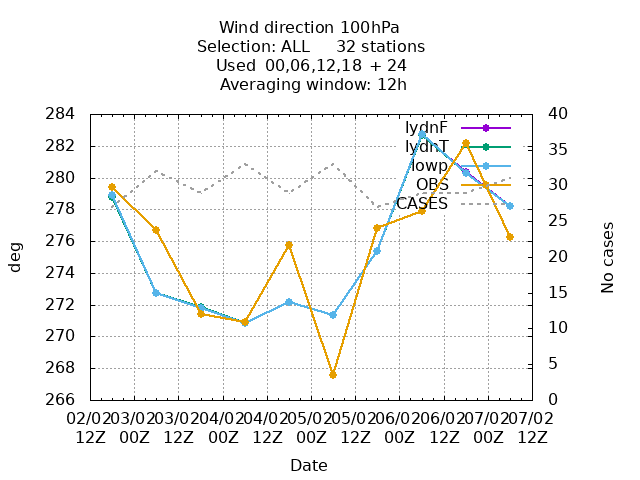 Wind direction 100hPa
Selection: ALL 32 stations
Used 00,06,12,18 + 24
Averaging window: 12h
284
282
280
278
276
274
272
270
268
266
deg
40
35
30
25
20
15
10
5
0
No cases
lydnF
lydnT
lowp
OBS
CASES
02/02 03/02 03/02 04/02 04/02 05/02 05/02 06/02 06/02 07/02 07/02
12Z 00Z 12Z 00Z 12Z 00Z 12Z 00Z 12Z 00Z 12Z
Date